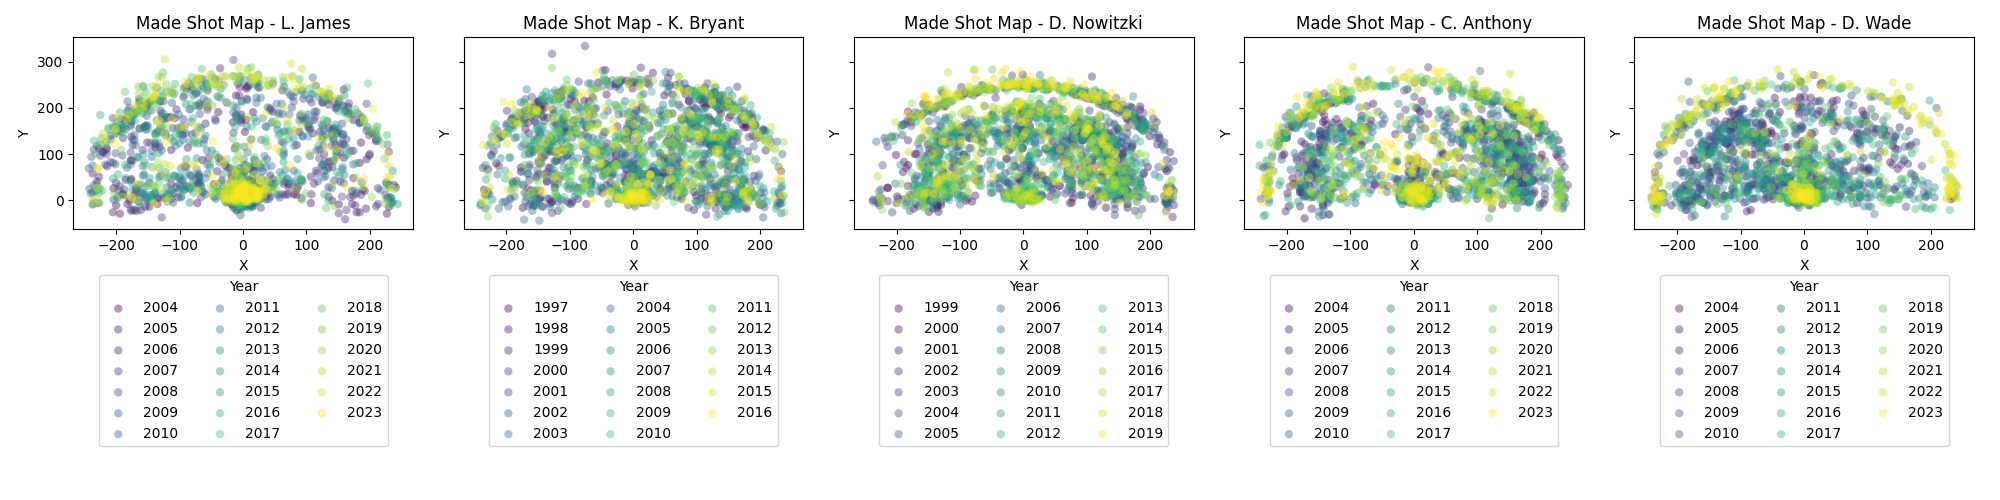 Made Shot Map - L. James
Made Shot Map - K. Bryant
Made Shot Map - D. Nowitzki
Made Shot Map - C. Anthony
Made Shot Map - D. Wade
300
200
100
0
Y
Y
Y
Y
Y
−200 −100 0 100 200
−200 −100 0 100 200
−200 −100 0 100 200
−200 −100 0 100 200
−200 −100 0 100 200
X
X
X
X
X
Year
2004 2011 2018
2005 2012 2019
2006 2013 2020
2007 2014 2021
2008 2015 2022
2009 2016 2023
2010 2017
Year
1997 2004 2011
1998 2005 2012
1999 2006 2013
2000 2007 2014
2001 2008 2015
2002 2009 2016
2003 2010
Year
1999 2006 2013
2000 2007 2014
2001 2008 2015
2002 2009 2016
2003 2010 2017
2004 2011 2018
2005 2012 2019
Year
2004 2011 2018
2005 2012 2019
2006 2013 2020
2007 2014 2021
2008 2015 2022
2009 2016 2023
2010 2017
Year
2004 2011 2018
2005 2012 2019
2006 2013 2020
2007 2014 2021
2008 2015 2022
2009 2016 2023
2010 2017